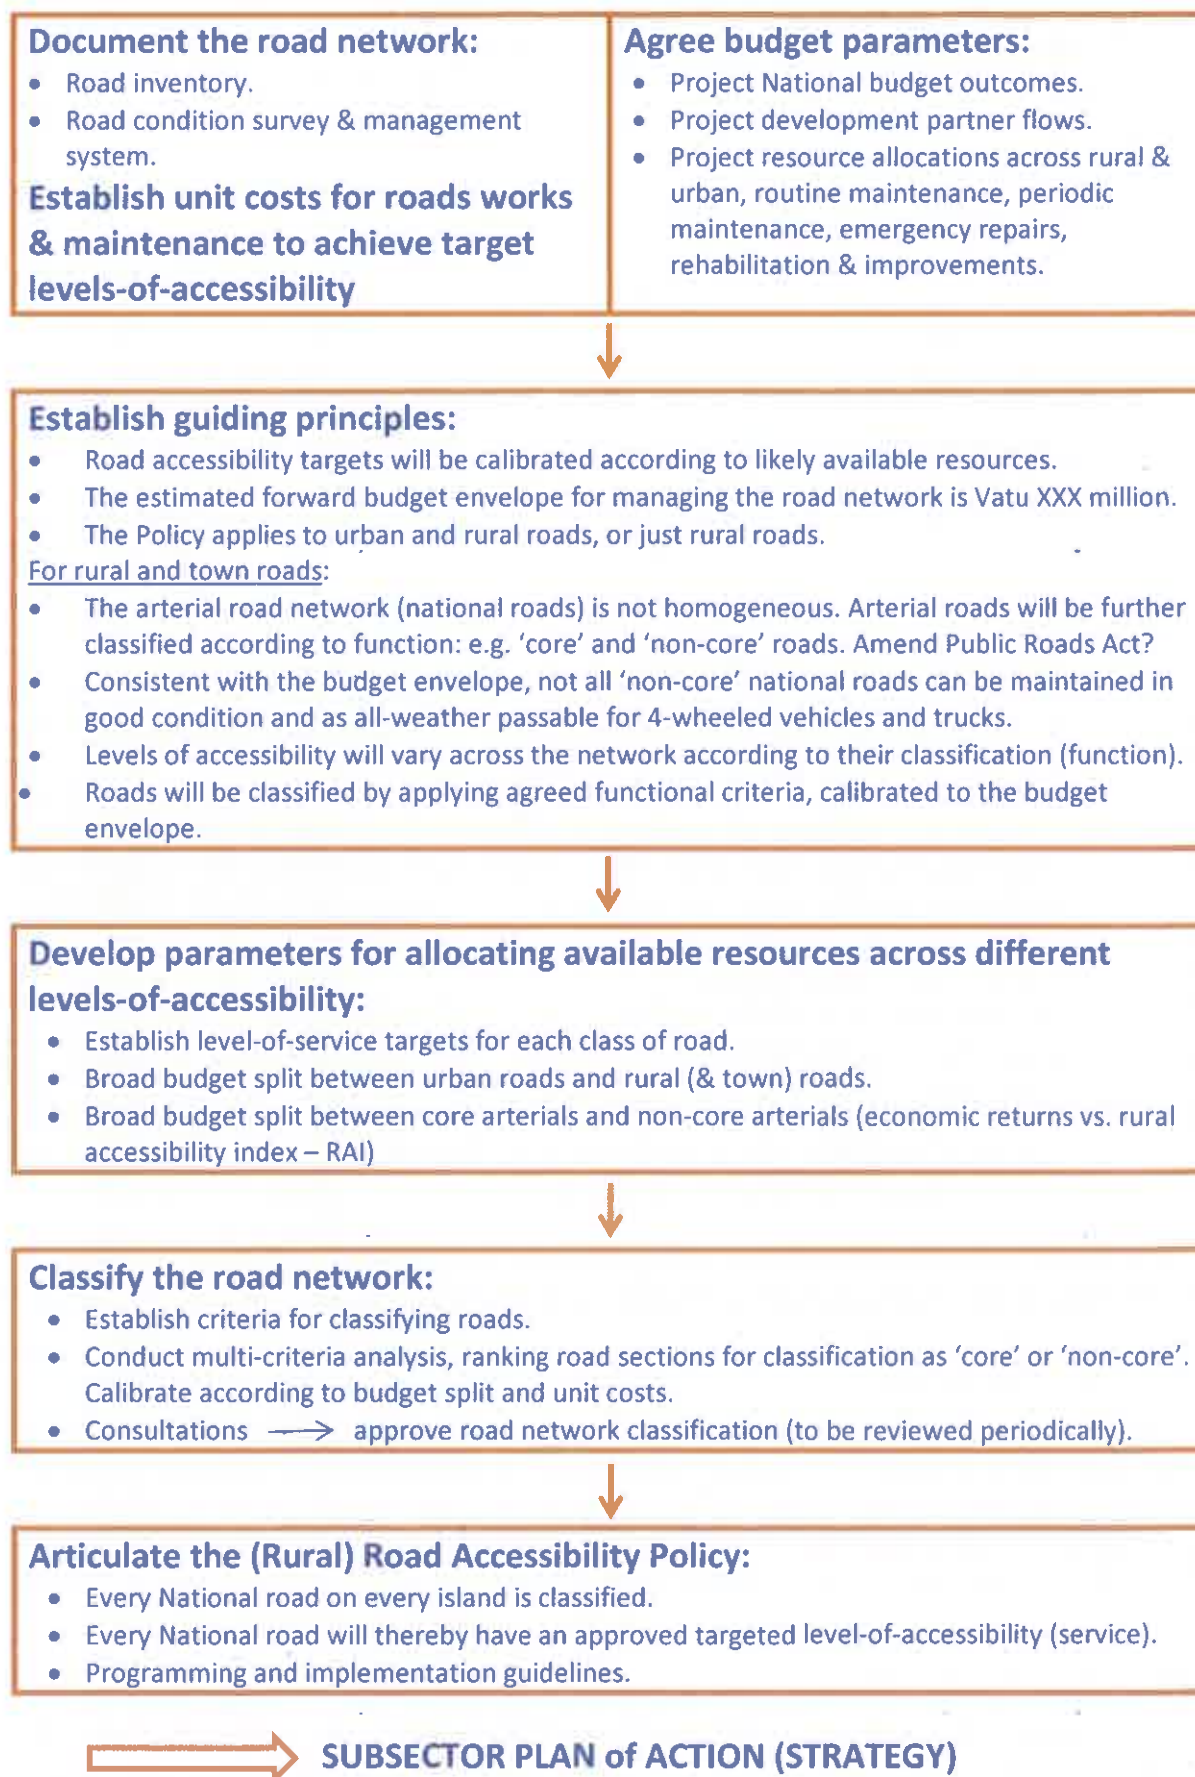 Document the road network:
• Road inventory.
• Road condition survey & management
system.
Establish unit costs for roads works
& maintenance to achieve target
levels-of-accessibility
Agree budget parameters:
• Project National budget outcomes.
• Project development partner flows.
• Project resource allocations across rural &
urban, routine maintenance, periodic
maintenance, emergency repairs,
rehabilitation & improvements.
Establish guiding principles:
• Road accessibility targets will be calibrated according to likely available resources.
• The estimated forward budget envelope for managing the road network is Vatu XXX million.
• The Policy applies to urban and rural roads, or just rural roads.
For rural and town roads:
• The arterial road network (national roads) is not homogeneous. Arterial roads will be further
classified according to function: e.g. 'core' and 'non-core' roads. Amend Public Roads Act?
• Consistent with the budget envelope, not all 'non-core' national roads can be maintained in
good condition and as all-weather passable for 4-wheeled vehicles and trucks.
• Levels of accessibility will vary across the network according to their classification (function).
• Roads will be classified by applying agreed functional criteria, calibrated to the budget
envelope.
Develop parameters for allocating available resources across different
levels-of-accessibility:
• Establish level-of-service targets for each class of road.
• Broad budget split between urban roads and rural (& town) roads.
• Broad budget split between core arterials and non-core arterials (economic returns vs. rural
accessibility index – RAI)
Classify the road network:
• Establish criteria for classifying roads.
• Conduct multi-criteria analysis, ranking road sections for classification as 'core' or 'non-core'.
Calibrate according to budget split and unit costs.
• Consultations ⟶ approve road network classification (to be reviewed periodically).
Articulate the (Rural) Road Accessibility Policy:
• Every National road on every island is classified.
• Every National road will thereby have an approved targeted level-of-accessibility (service).
• Programming and implementation guidelines.
SUBSECTOR PLAN of ACTION (STRATEGY)